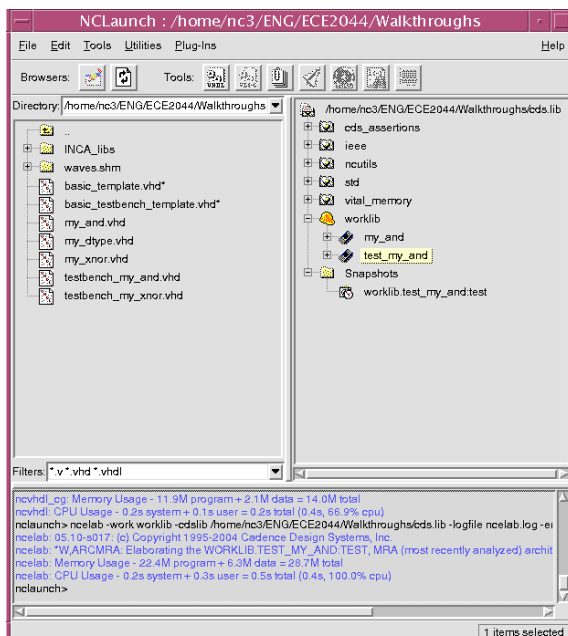 NCLaunch : /home/nc3/ENG/ECE2044/Walkthroughs
File Edit Tools Utilities Plug-Ins Help
Browsers: Tools:
VHDL
Directory: /home/nc3/ENG/ECE2044/Walkthroughs
..
INCA_libs
waves.shm
basic_template.vhd*
basic_testbench_template.vhd*
my_and.vhd
my_dtype.vhd
my_xnor.vhd
testbench_my_and.vhd
testbench_my_xnor.vhd
Filters: *.v *.vhd *.vhdl
/home/nc3/ENG/ECE2044/Walkthroughs/cds.lib
cds_assertions
ieee
ncutils
std
vital_memory
worklib
my_and
test_my_and
Snapshots
worklib.test_my_and:test
ncvhdl_cg: Memory Usage - 11.9M program + 2.1M data = 14.0M total
ncvhdl: CPU Usage - 0.2s system + 0.1s user = 0.2s total (0.4s, 66.9% cpu)
nclaunch> ncelab -work worklib -cdslib /home/nc3/ENG/ECE2044/Walkthroughs/cds.lib -logfile ncelab.log -er
ncelab: 05.10-s017: (c) Copyright 1995-2004 Cadence Design Systems, Inc.
ncelab: *W,ARCMRA: Elaborating the WORKLIB.TEST_MY_AND:TEST, MRA (most recently analyzed) archit
ncelab: Memory Usage - 22.4M program + 6.3M data = 28.7M total
ncelab: CPU Usage - 0.2s system + 0.3s user = 0.5s total (0.4s, 100.0% cpu)
nclaunch>
1 items selected